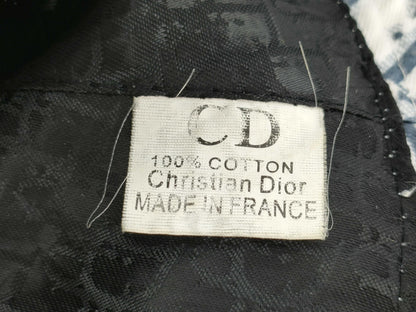 CD
100% COTTON
Christian Dior
MADE IN FRANCE